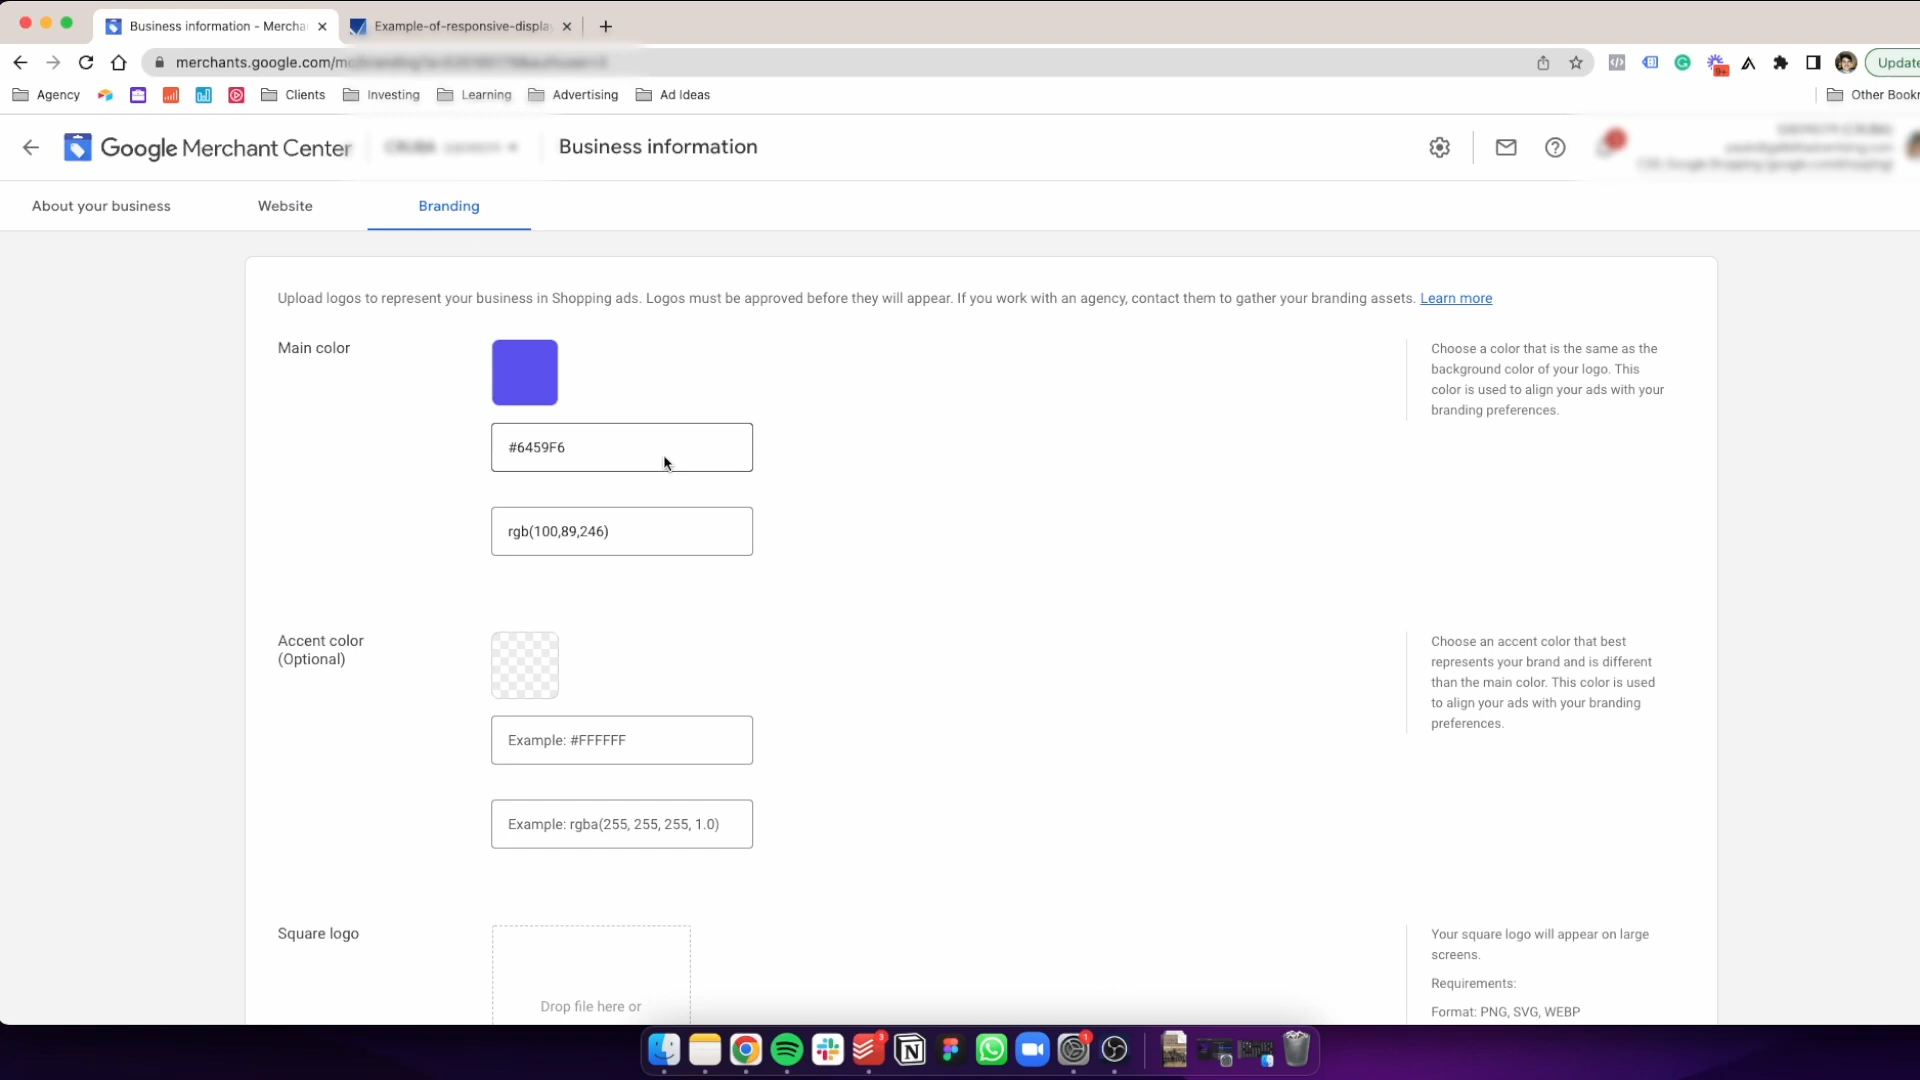 Business information - Mercha
Example-of-responsive-displa
merchants.google.com/m
Update
Agency
Clients
Investing
Learning
Advertising
Ad Ideas
Other Bookr
Google Merchant Center
Business information
About your business
Website
Branding
Upload logos to represent your business in Shopping ads. Logos must be approved before they will appear. If you work with an agency, contact them to gather your branding assets. Learn more
Main color
#6459F6
rgb(100,89,246)
Choose a color that is the same as the
background color of your logo. This
color is used to align your ads with your
branding preferences.
Accent color
(Optional)
Example: #FFFFFF
Example: rgba(255, 255, 255, 1.0)
Choose an accent color that best
represents your brand and is different
than the main color. This color is used
to align your ads with your branding
preferences.
Square logo
Drop file here or
Your square logo will appear on large
screens.
Requirements:
Format: PNG, SVG, WEBP